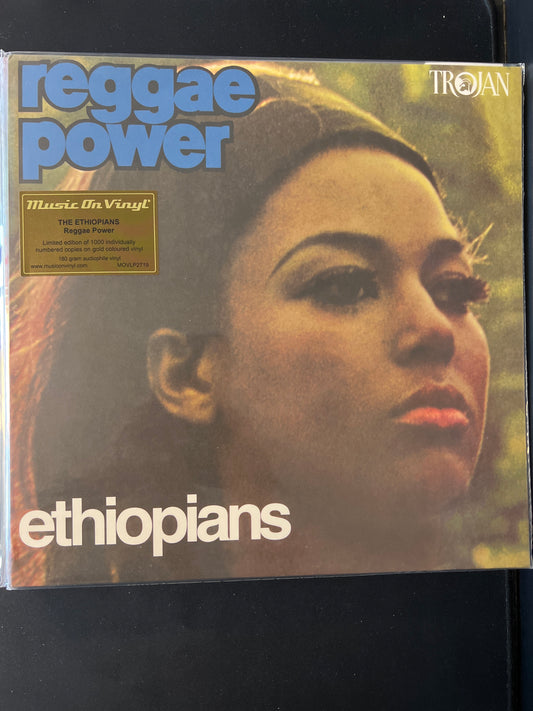 reggae
power
TROJAN
Music On Vinyl
THE ETHIOPIANS
Reggae Power
Limited edition of 1000 individually
numbered copies on gold coloured vinyl
180 gram audiophile vinyl
www.musiconvinyl.com MOVLP2719
ethiopians